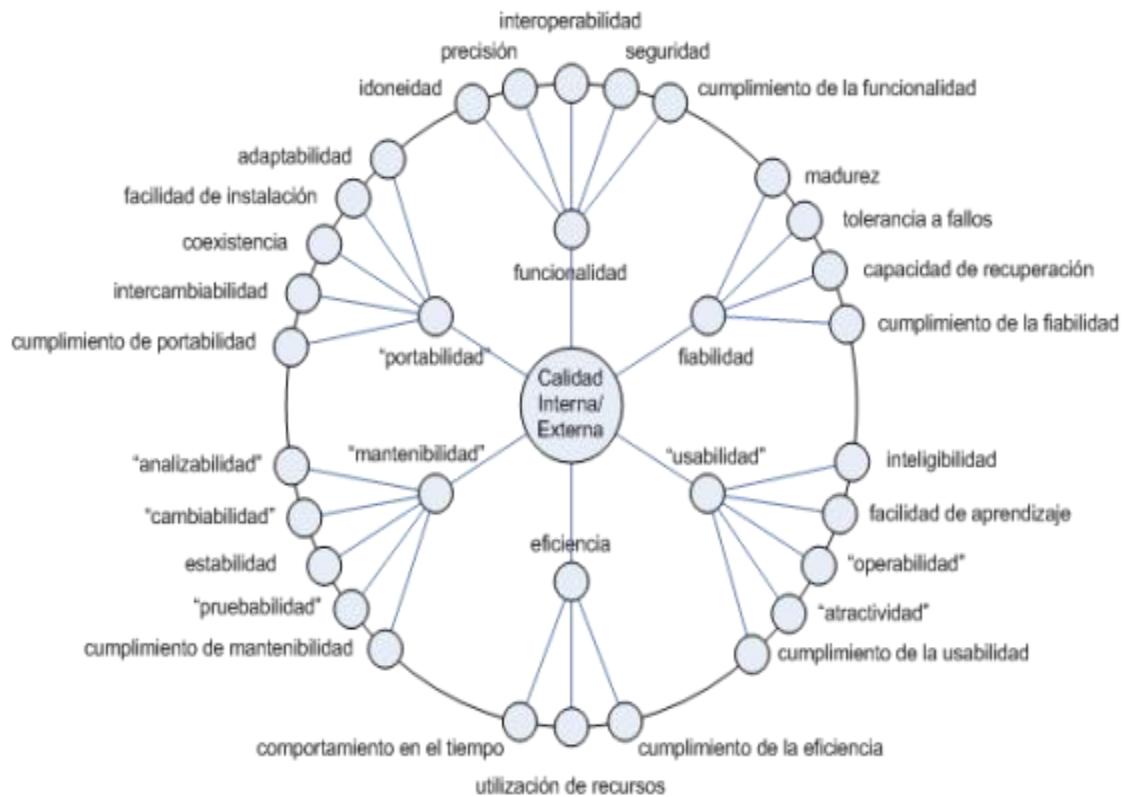 interoperabilidad
precisión
seguridad
idoneidad
cumplimiento de la funcionalidad
adaptabilidad
madurez
facilidad de instalación
tolerancia a fallos
coexistencia
funcionalidad
capacidad de recuperación
intercambiabilidad
cumplimiento de la fiabilidad
cumplimiento de portabilidad
"portabilidad"
fiabilidad
Calidad
Interna/
Externa
"analizabilidad"
"mantenibilidad"
"usabilidad"
inteligibilidad
"cambiabilidad"
facilidad de aprendizaje
eficiencia
estabilidad
"operabilidad"
"pruebabilidad"
"atractividad"
cumplimiento de mantenibilidad
cumplimiento de la usabilidad
comportamiento en el tiempo
cumplimiento de la eficiencia
utilización de recursos